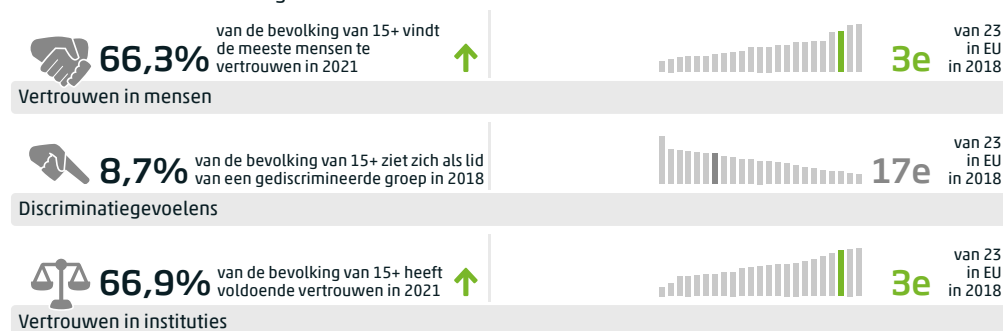 66,3%
van de bevolking van 15+ vindt
de meeste mensen te
vertrouwen in 2021
3e
van 23
in EU
in 2018
Vertrouwen in mensen
8,7%
van de bevolking van 15+ ziet zich als lid
van een gediscrimineerde groep in 2018
17e
van 23
in EU
in 2018
Discriminatiegevoelens
66,9%
van de bevolking van 15+ heeft
voldoende vertrouwen in 2021
3e
van 23
in EU
in 2018
Vertrouwen in instituties